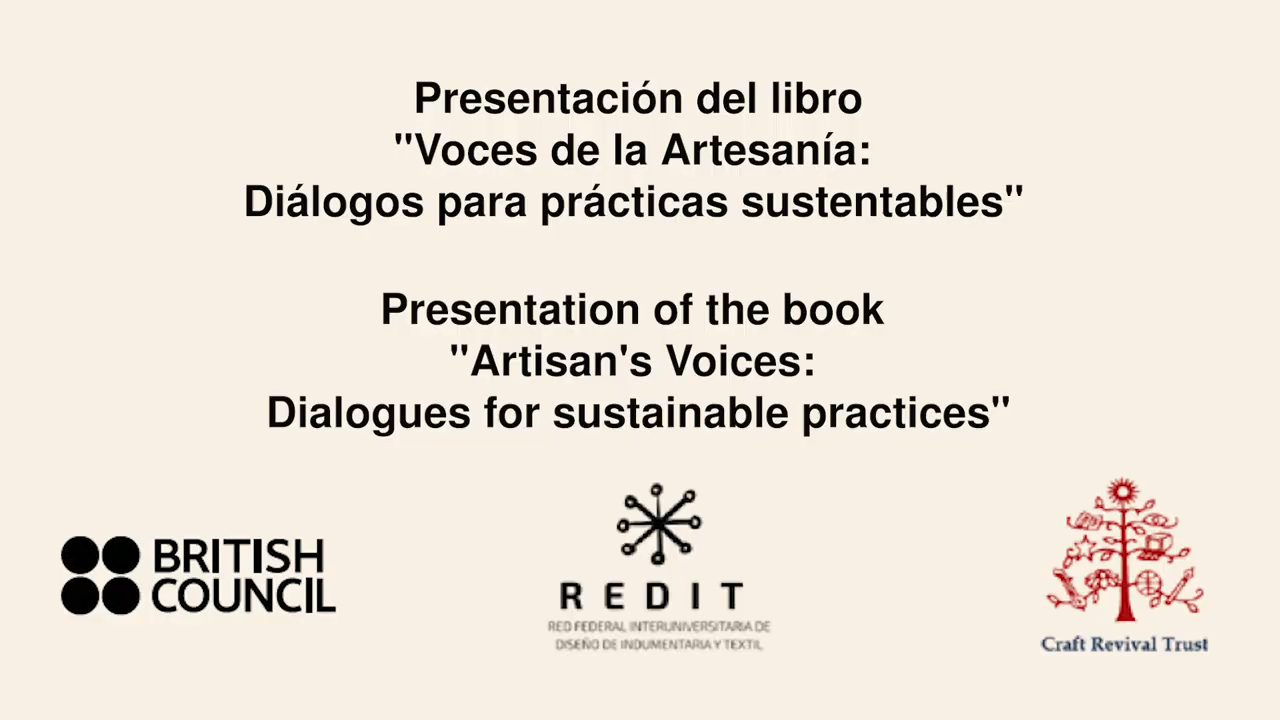 Presentación del libro
"Voces de la Artesanía:
Diálogos para prácticas sustentables"
Presentation of the book
"Artisan's Voices:
Dialogues for sustainable practices"
BRITISH
COUNCIL
REDIT
RED FEDERAL INTERUNIVERSITARIA DE
DISEÑO DE INDUMENTARIA Y TEXTIL
Craft Revival Trust